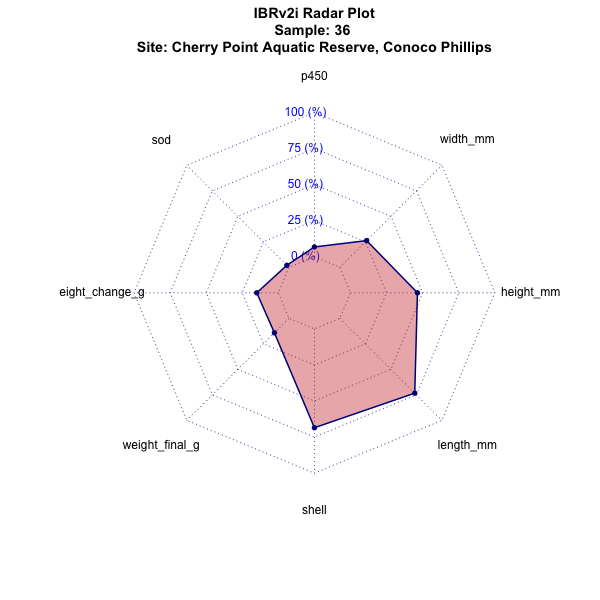 IBRv2i Radar Plot
Sample: 36
Site: Cherry Point Aquatic Reserve, Conoco Phillips
p450
100 (%)
sod
width_mm
75 (%)
50 (%)
25 (%)
0 (%)
eight_change_g
height_mm
weight_final_g
length_mm
shell